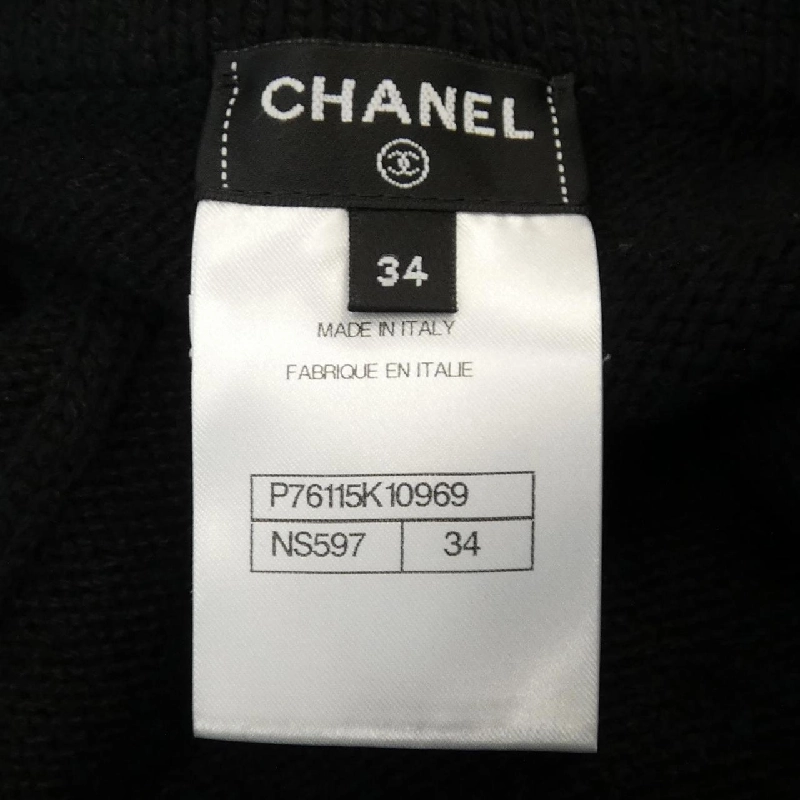 CHANEL
34
MADE IN ITALY
FABRIQUE EN ITALIE
P76115K10969
NS597 34